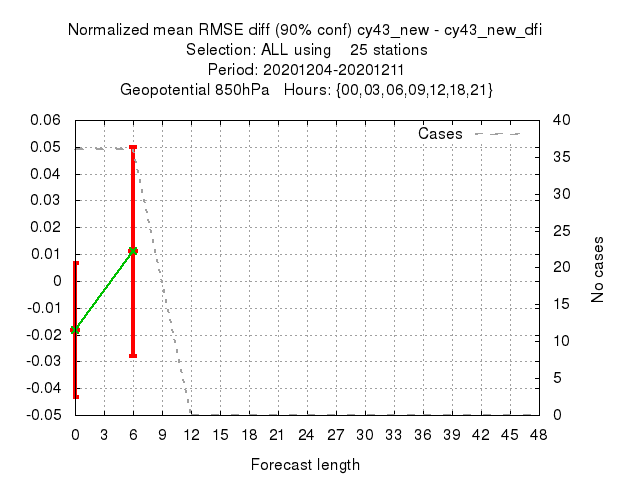 Normalized mean RMSE diff (90% conf) cy43_new - cy43_new_dfi
Selection: ALL using 25 stations
Period: 20201204-20201211
Geopotential 850hPa Hours: {00,03,06,09,12,18,21}
Cases
0.06
0.05
0.04
0.03
0.02
0.01
0
-0.01
-0.02
-0.03
-0.04
-0.05
40
35
30
25
20
15
10
5
0
No cases
0 3 6 9 12 15 18 21 24 27 30 33 36 39 42 45 48
Forecast length